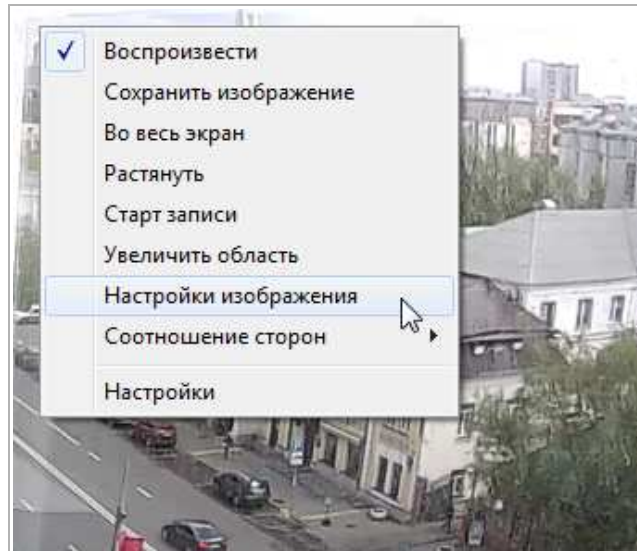 Воспроизвести
Сохранить изображение
Во весь экран
Растянуть
Старт записи
Увеличить область
Настройки изображения
Соотношение сторон
Настройки